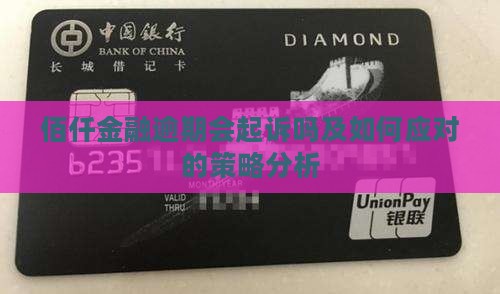 中国银行
BANK OF CHINA
DIAMOND
长城借记卡
佰仟金融逾期会起诉吗及如何应对
的策略分析
MONTH/YEAR
VALID
THRU
UnionPay
银联